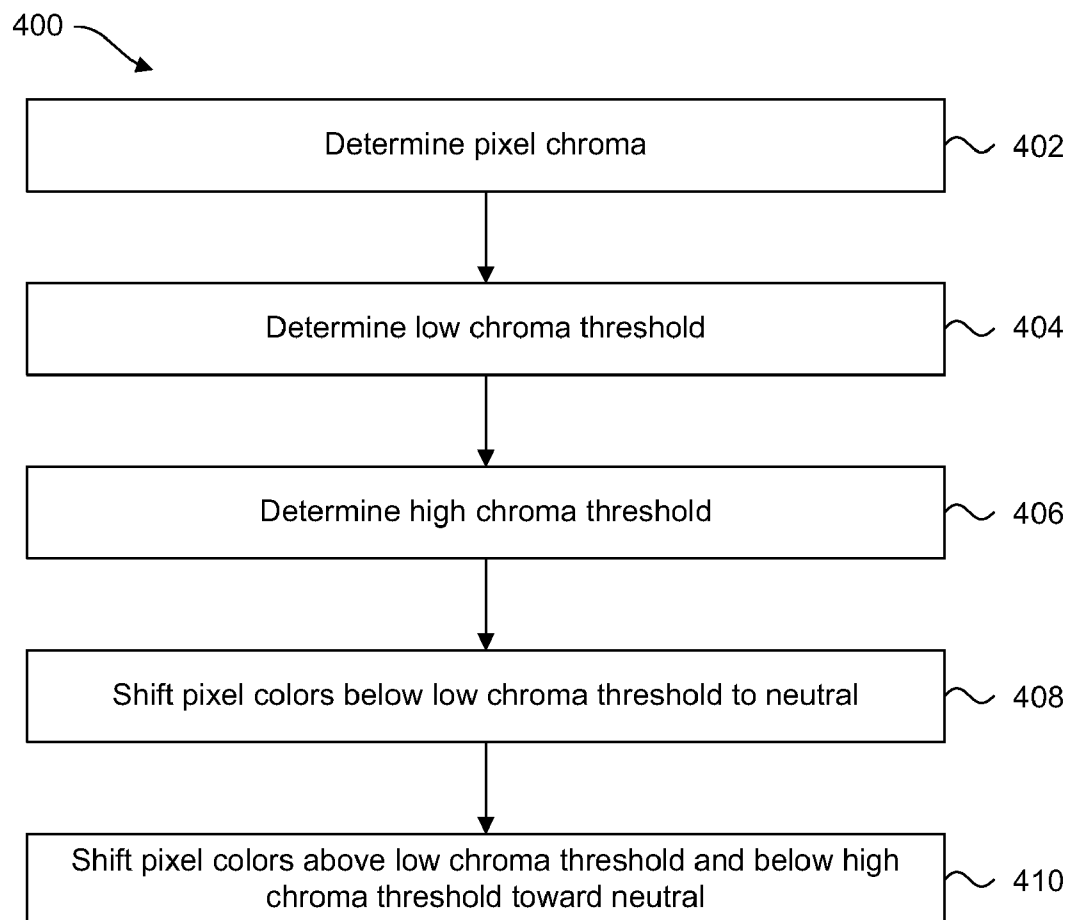 400
Determine pixel chroma
402
Determine low chroma threshold
404
Determine high chroma threshold
406
Shift pixel colors below low chroma threshold to neutral
408
Shift pixel colors above low chroma threshold and below high
chroma threshold toward neutral
410